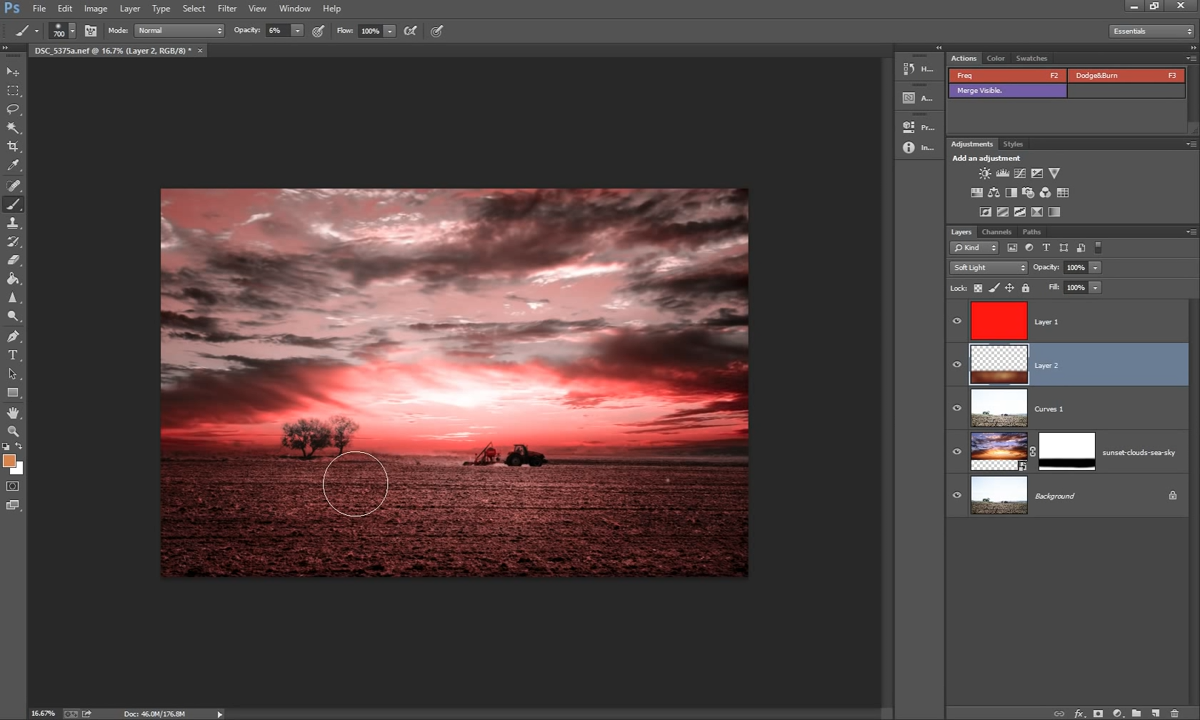 Ps File Edit Image Layer Type Select Filter View Window Help
700 Mode: Normal Opacity: 6% Flow: 100% Essentials
DSC_5375a.nef @ 16.7% (Layer 2, RGB/8) * ×
H...
A...
Pr...
In...
Actions Color Swatches
Freq F2 Dodge&Burn F3
Merge Visible.
Adjustments Styles
Add an adjustment
Layers Channels Paths
Kind
Soft Light Opacity: 100%
Lock: Fill: 100%
Layer 1
Layer 2
Curves 1
sunset-clouds-sea-sky
Background
16.67% Doc: 46.0M/176.8M